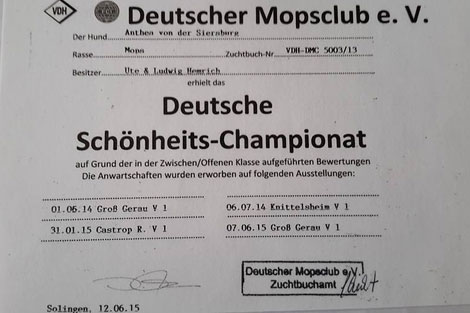 VDH
Deutscher Mopsclub e. V.
Der Hund Anthea von der Siersburg
Rasse Mops Zuchtbuch-Nr VDH-DMC 5003/13
Besitzer Ute & Ludwig Hemrich
erhielt das
Deutsche
Schönheits-Championat
auf Grund der in der Zwischen/Offenen Klasse aufgeführten Bewertungen
Die Anwartschaften wurden erworben auf folgenden Ausstellungen:
01.06.14 Groß Gerau V 1 06.07.14 Knittelsheim V 1
31.01.15 Castrop R. V 1 07.06.15 Groß Gerau V 1
Deutscher Mopsclub e.V.
Zuchtbuchamt
Solingen, 12.06.15